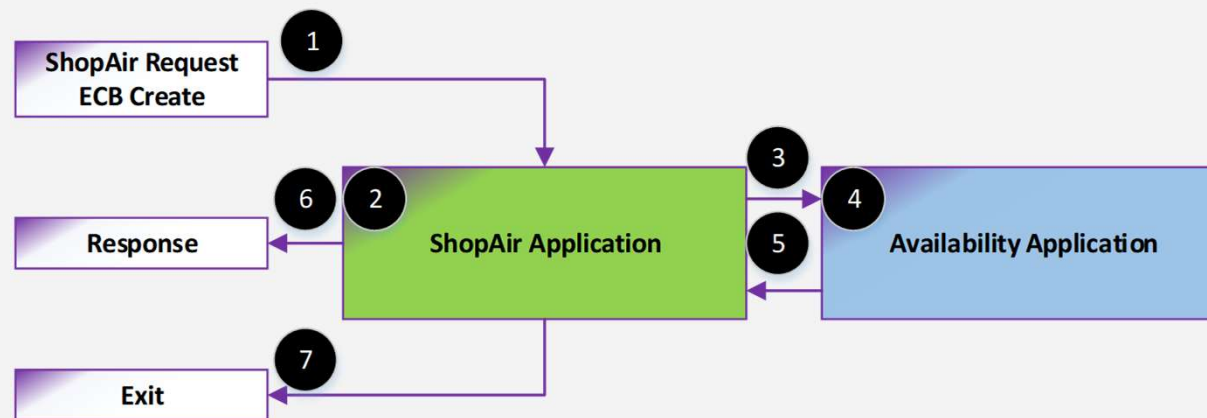 1
ShopAir Request
ECB Create
3
6
2
4
Response
ShopAir Application
5
Availability Application
7
Exit